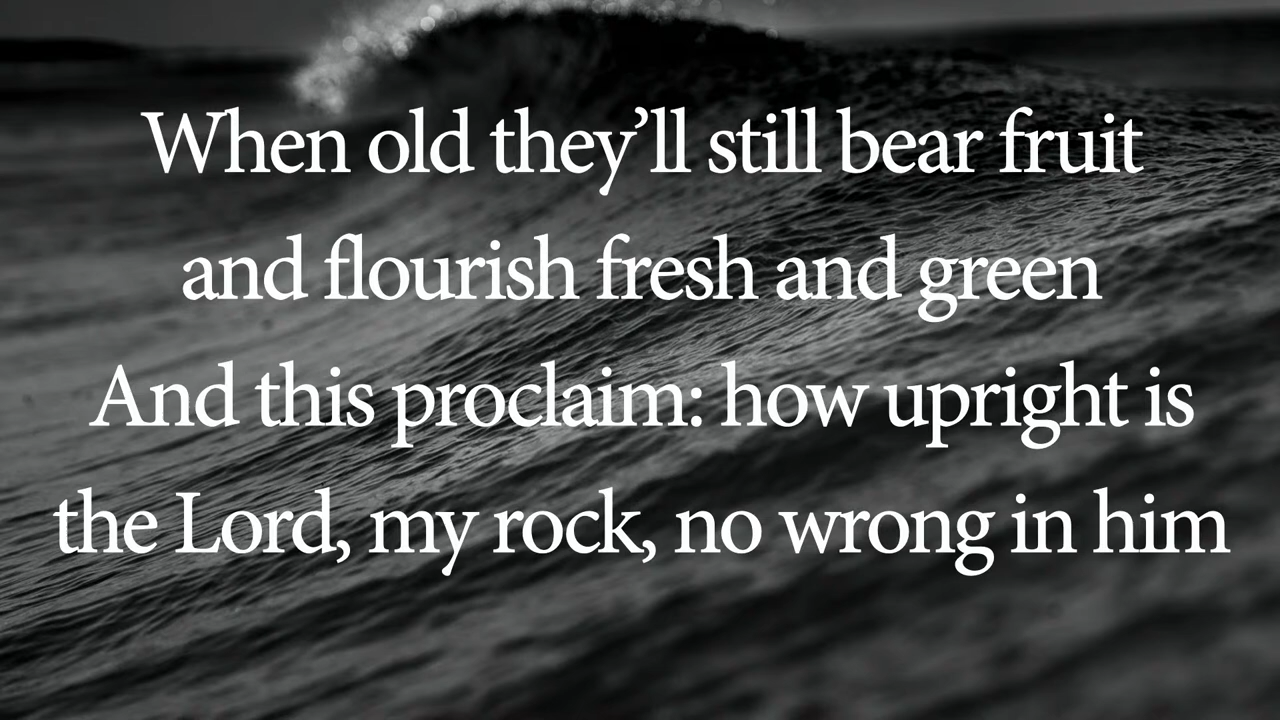 When old they’ll still bear fruit
and flourish fresh and green
And this proclaim: how upright is
the Lord, my rock, no wrong in him